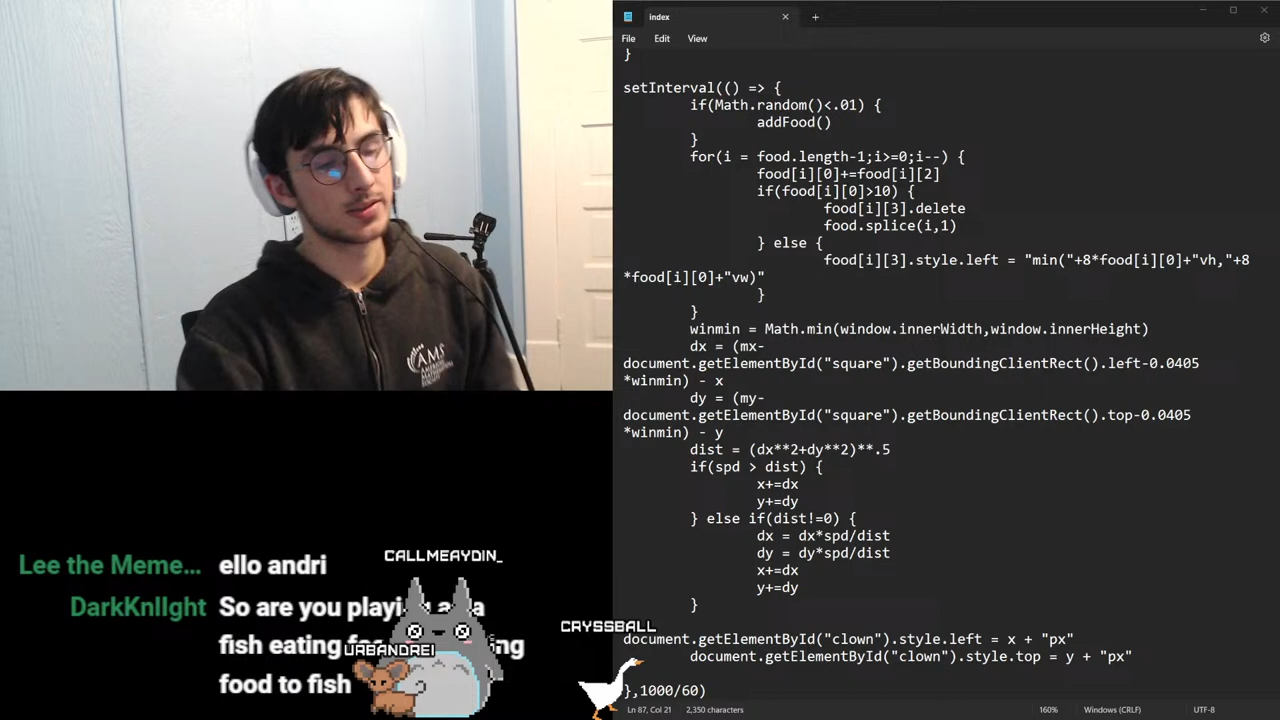 index
File Edit View
}
setInterval(() => {
if(Math.random()<.01) {
addFood()
}
for(i = food.length-1;i>=0;i--) {
food[i][0]+=food[i][2]
if(food[i][0]>10) {
food[i][3].delete
food.splice(i,1)
} else {
food[i][3].style.left = "min("+8*food[i][0]+"vh,"+8
*food[i][0]+"vw)"
}
}
winmin = Math.min(window.innerWidth,window.innerHeight)
dx = (mx-
document.getElementById("square").getBoundingClientRect().left-0.0405
*winmin) - x
dy = (my-
document.getElementById("square").getBoundingClientRect().top-0.0405
*winmin) - y
dist = (dx**2+dy**2)**.5
if(spd > dist) {
x+=dx
y+=dy
} else if(dist!=0) {
dx = dx*spd/dist
dy = dy*spd/dist
x+=dx
y+=dy
}
document.getElementById("clown").style.left = x + "px"
document.getElementById("clown").style.top = y + "px"
},1000/60)
Ln 87, Col 21 2,350 characters 160% Windows (CRLF) UTF-8
AMS
AMERICAN
MATHEMATICAL
SOCIETY
Lee the Meme... ello andri
DarkKnlIght So are you playi
fish eating
food to fish
CALLMEAYDIN_
URBANDREI
CRYSSBALL